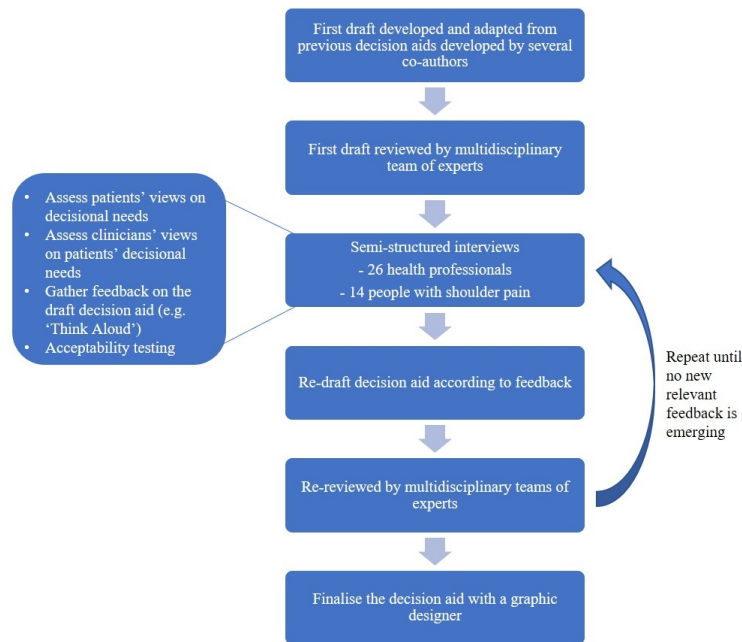 First draft developed and adapted from
previous decision aids developed by several
co-authors
First draft reviewed by multidisciplinary
team of experts
• Assess patients’ views on
decisional needs
• Assess clinicians’ views
on patients’ decisional
needs
• Gather feedback on the
draft decision aid (e.g.
‘Think Aloud’)
• Acceptability testing
Semi-structured interviews
- 26 health professionals
- 14 people with shoulder pain
Re-draft decision aid according to feedback
Repeat until
no new
relevant
feedback is
emerging
Re-reviewed by multidisciplinary teams of
experts
Finalise the decision aid with a graphic
designer